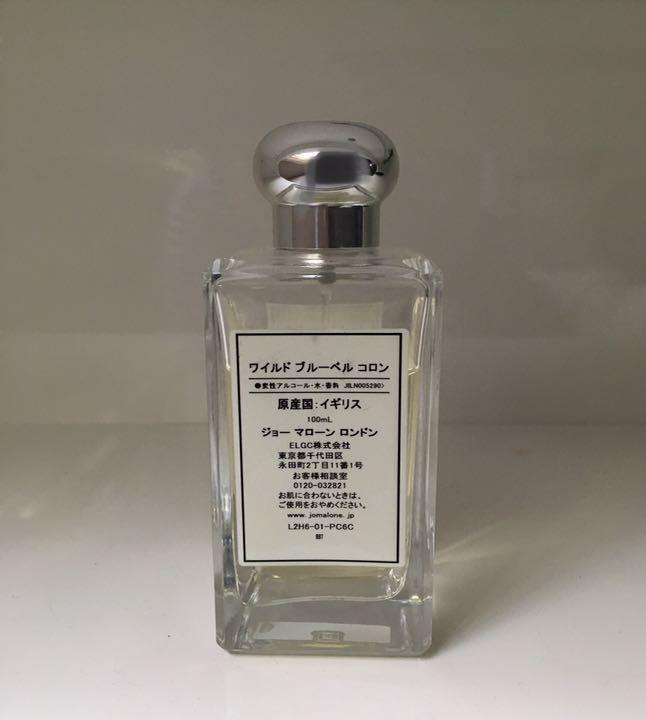 ワイルド ブルーベル コロン
●変性アルコール・水・香料 JILN005290>
原産国:イギリス
100mL
ジョー マローン ロンドン
ELGC株式会社
東京都千代田区
永田町2丁目11番1号
お客様相談室
0120-032821
お肌に合わないときは、
ご使用をおやめください。
www.jomalone.jp
L2H6-01-PC6C